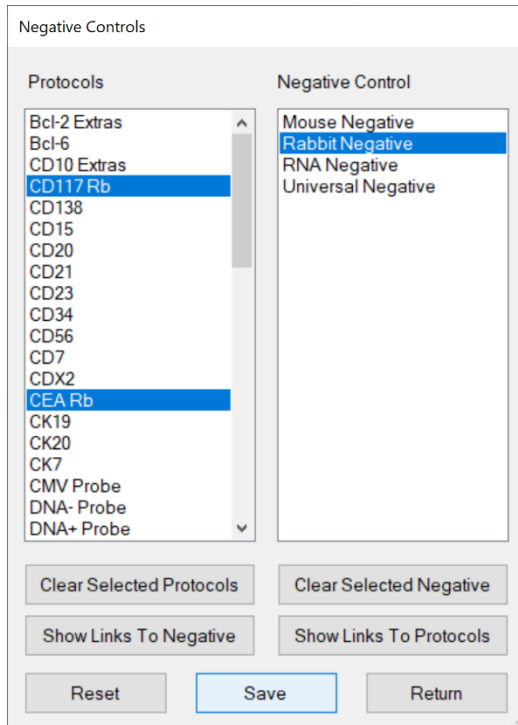 Negative Controls
Protocols
Negative Control
Bcl-2 Extras
Bcl-6
CD10 Extras
CD117 Rb
CD138
CD15
CD20
CD21
CD23
CD34
CD56
CD7
CDX2
CEA Rb
CK19
CK20
CK7
CMV Probe
DNA- Probe
DNA+ Probe
Mouse Negative
Rabbit Negative
RNA Negative
Universal Negative
Clear Selected Protocols
Clear Selected Negative
Show Links To Negative
Show Links To Protocols
Reset
Save
Return